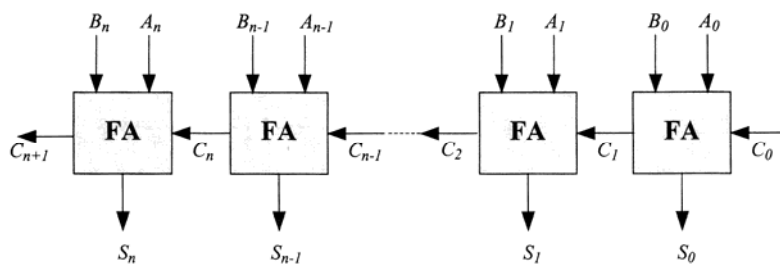 Bn An Bn-1 An-1 B1 A1 B0 A0
FA FA FA FA
Cn+1 Cn Cn-1 C2 C1 C0
Sn Sn-1 S1 S0